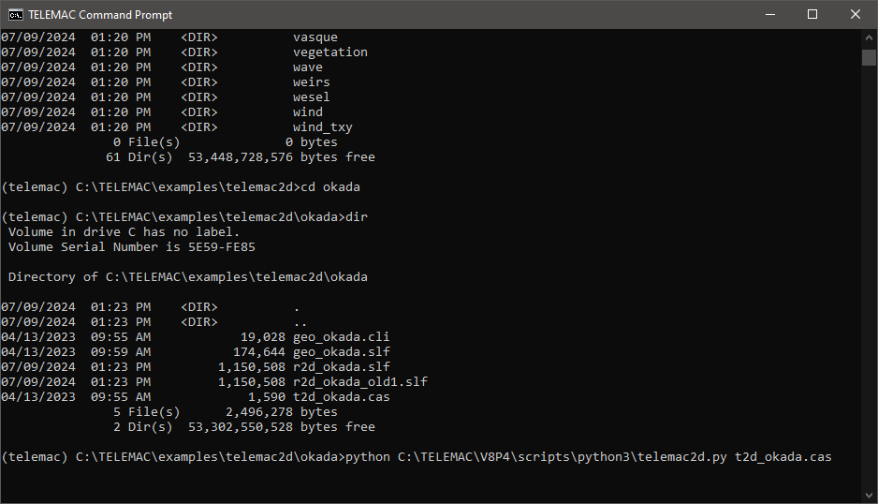 TELEMAC Command Prompt
07/09/2024  01:20 PM    <DIR>          vasque
07/09/2024  01:20 PM    <DIR>          vegetation
07/09/2024  01:20 PM    <DIR>          wave
07/09/2024  01:20 PM    <DIR>          weirs
07/09/2024  01:20 PM    <DIR>          wesel
07/09/2024  01:20 PM    <DIR>          wind
07/09/2024  01:20 PM    <DIR>          wind_txy
               0 File(s)              0 bytes
              61 Dir(s)  53,448,728,576 bytes free
(telemac) C:\TELEMAC\examples\telemac2d>cd okada
(telemac) C:\TELEMAC\examples\telemac2d\okada>dir
 Volume in drive C has no label.
 Volume Serial Number is 5E59-FE85
 Directory of C:\TELEMAC\examples\telemac2d\okada
07/09/2024  01:23 PM    <DIR>          .
07/09/2024  01:23 PM    <DIR>          ..
04/13/2023  09:55 AM            19,028 geo_okada.cli
04/13/2023  09:59 AM           174,644 geo_okada.slf
07/09/2024  01:23 PM         1,150,508 r2d_okada.slf
07/09/2024  01:23 PM         1,150,508 r2d_okada_old1.slf
04/13/2023  09:55 AM             1,590 t2d_okada.cas
               5 File(s)      2,496,278 bytes
               2 Dir(s)  53,302,550,528 bytes free
(telemac) C:\TELEMAC\examples\telemac2d\okada>python C:\TELEMAC\V8P4\scripts\python3\telemac2d.py t2d_okada.cas